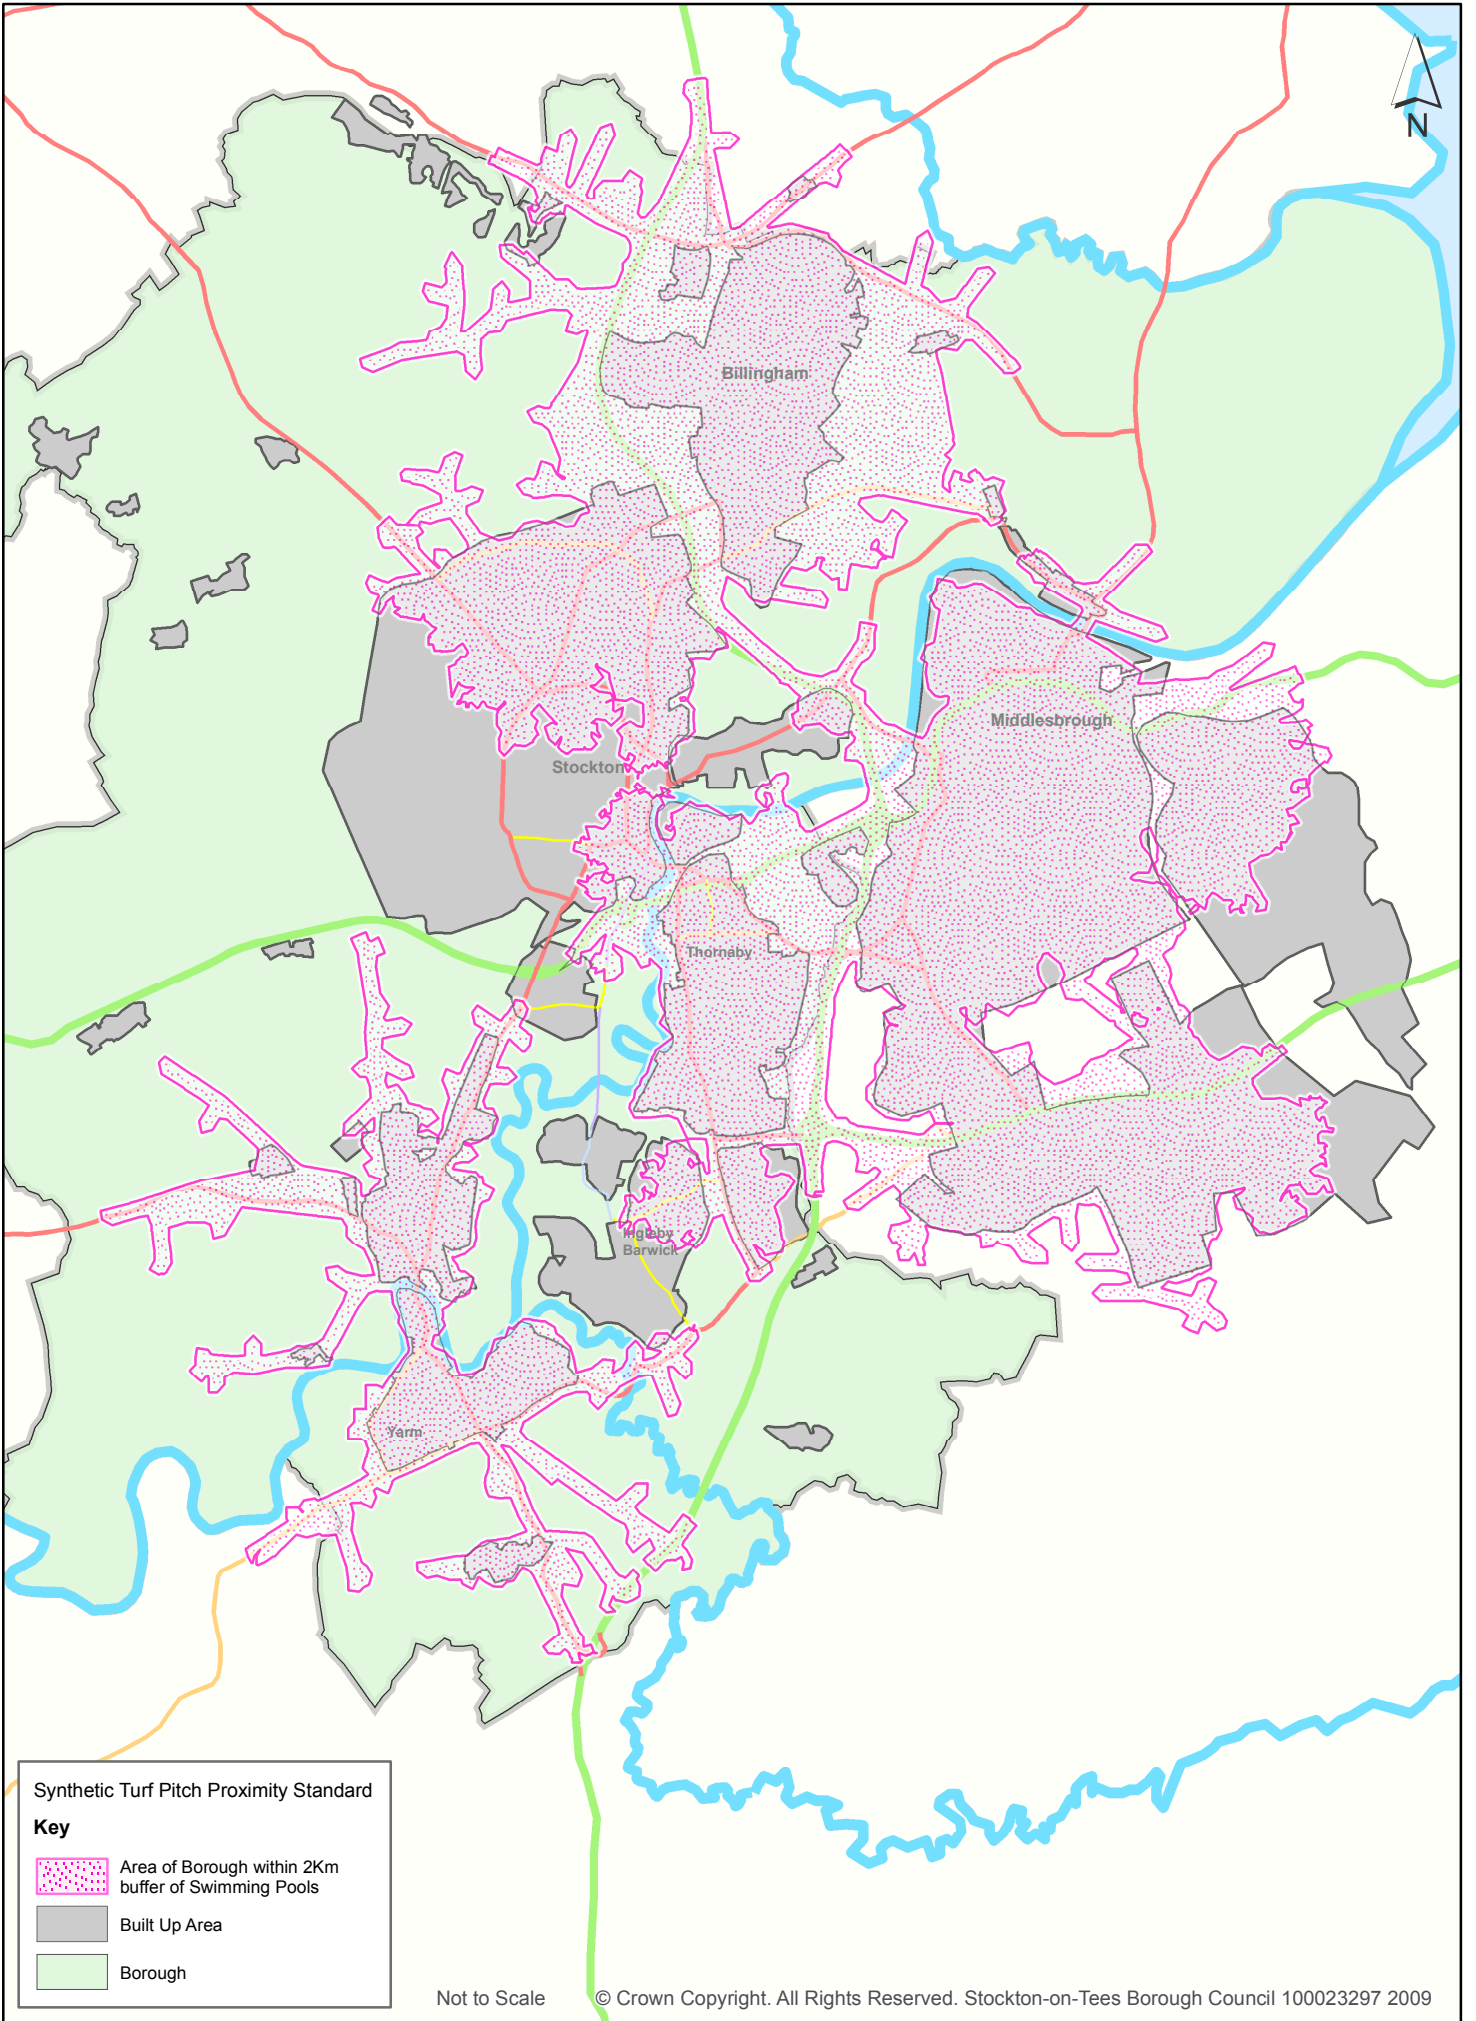 N
Billingham
Middlesbrough
Stockton
Thornaby
Ingleby
Barwick
Yarm
Synthetic Turf Pitch Proximity Standard
Key
Area of Borough within 2Km
buffer of Swimming Pools
Built Up Area
Borough
Not to Scale
© Crown Copyright. All Rights Reserved. Stockton-on-Tees Borough Council 100023297 2009